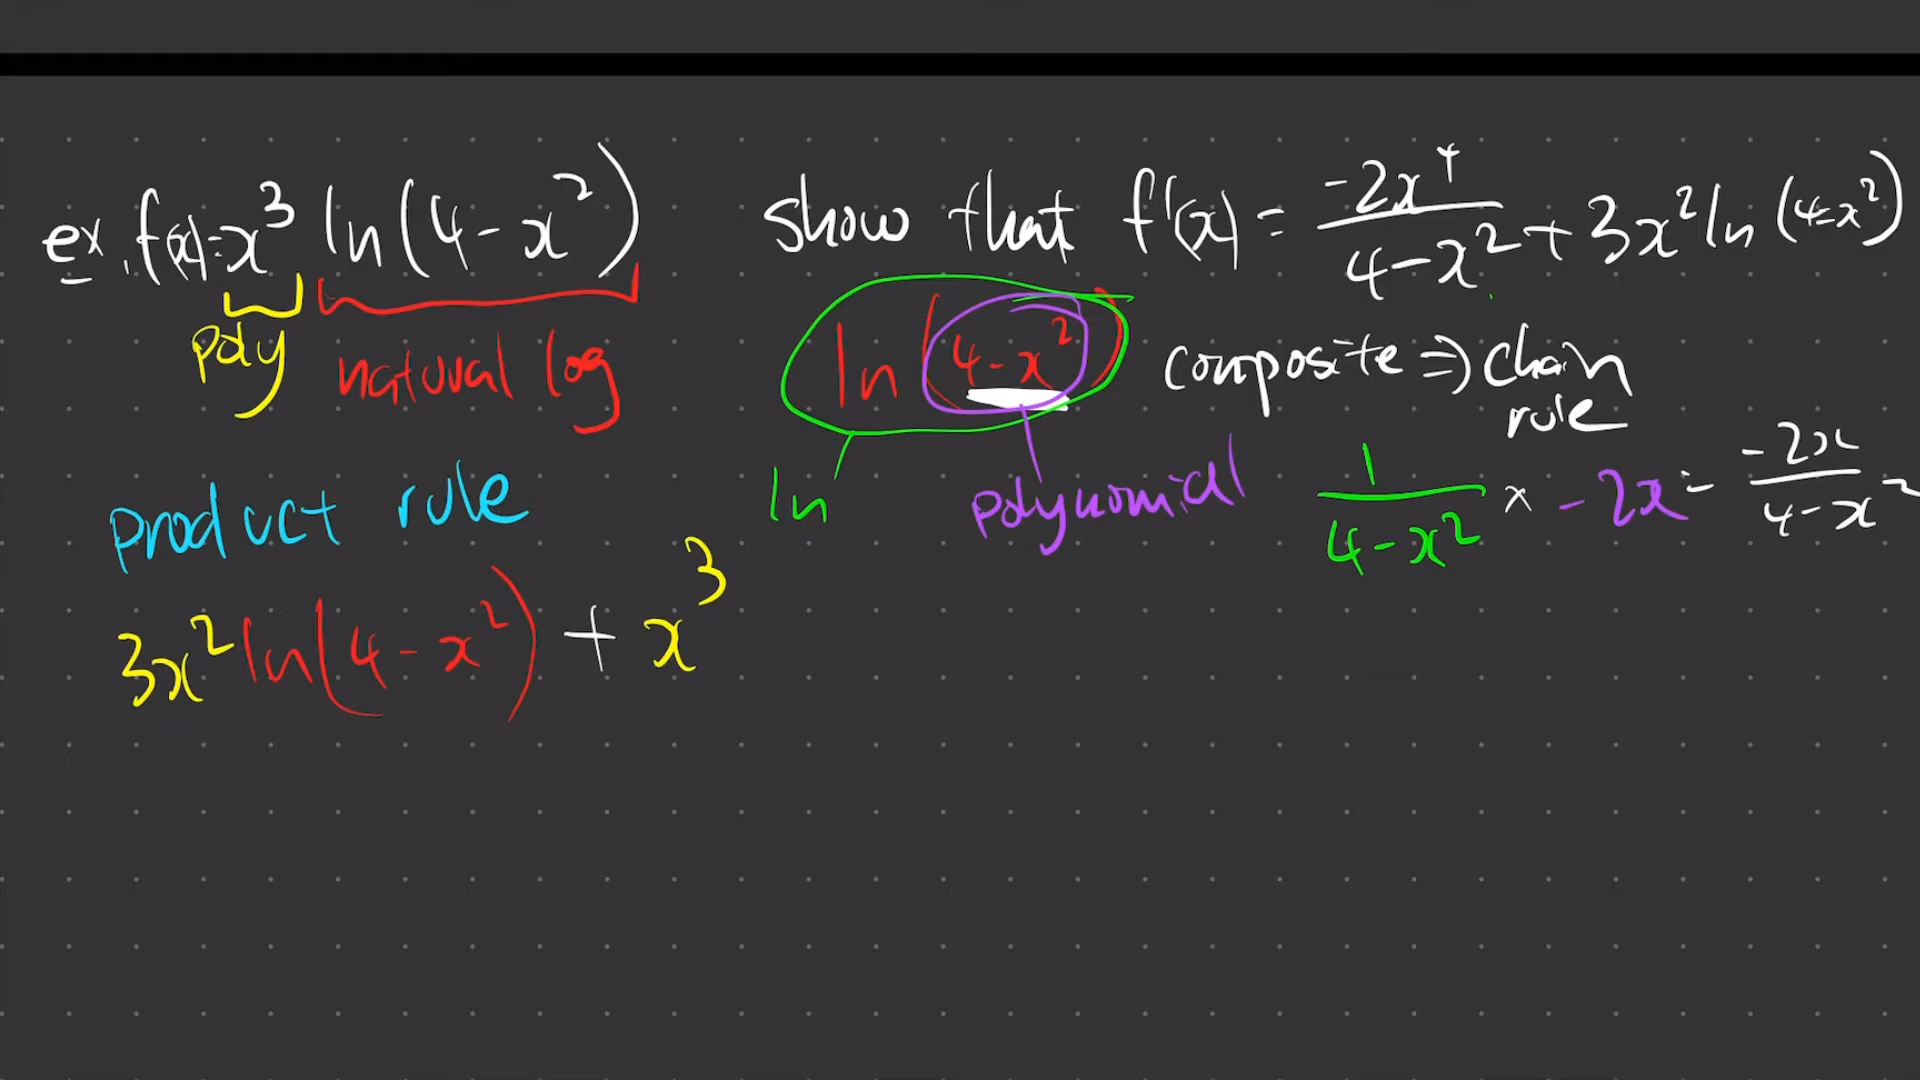 ex. f(x)=x³ ln(4-x²) show that f'(x) = -2x⁴/(4-x²) + 3x² ln(4-x²)
poly natural log
ln(4-x²) composite => chain rule
ln polynomial
1/(4-x²) × -2x = -2x/(4-x²)
product rule
3x² ln(4-x²) + x³